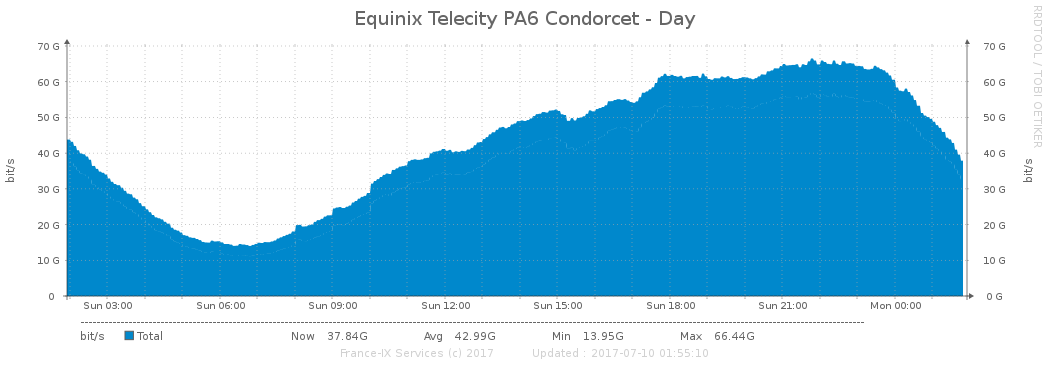 Equinix Telecity PA6 Condorcet - Day
RRDTOOL / TOBI OETIKER
bit/s
bit/s
70 G 70 G
60 G 60 G
50 G 50 G
40 G 40 G
30 G 30 G
20 G 20 G
10 G 10 G
0 0 G
Sun 03:00 Sun 06:00 Sun 09:00 Sun 12:00 Sun 15:00 Sun 18:00 Sun 21:00 Mon 00:00
bit/s Total Now 37.84G Avg 42.99G Min 13.95G Max 66.44G
France-IX Services (c) 2017 Updated : 2017-07-10 01:55:10